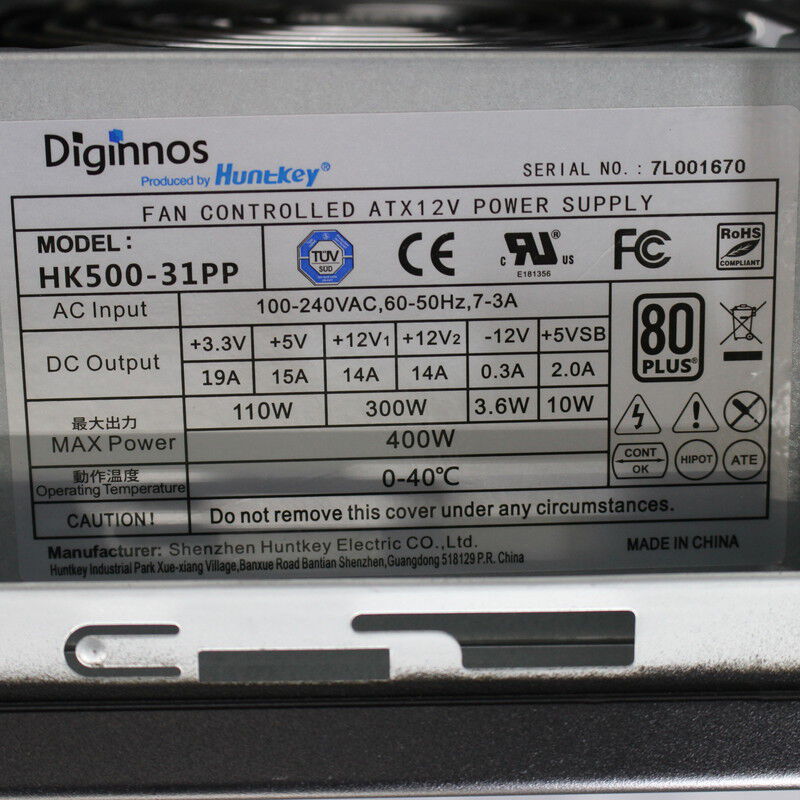 Diginnos
Produced by Huntkey®
SERIAL NO. : 7L001670
FAN CONTROLLED ATX12V POWER SUPPLY
MODEL:
HK500-31PP
TÜV
SÜD
CE
c UL US
E181356
FC
RoHS
COMPLIANT
AC Input 100-240VAC,60-50Hz,7-3A
DC Output +3.3V +5V +12V1 +12V2 -12V +5VSB
19A 15A 14A 14A 0.3A 2.0A
80
PLUS®
最大出力
MAX Power
110W 300W 3.6W 10W
400W
CONT
OK
HIPOT
ATE
動作温度
Operating Temperature
0-40℃
CAUTION! Do not remove this cover under any circumstances.
Manufacturer: Shenzhen Huntkey Electric CO.,Ltd.
Huntkey Industrial Park Xue-xiang Village,Banxue Road Bantian Shenzhen,Guangdong 518129 P.R. China
MADE IN CHINA